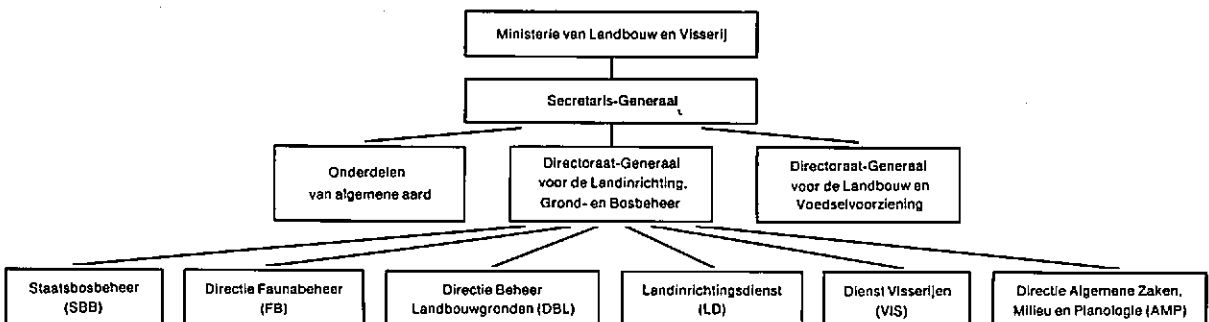 Ministerie van Landbouw en Visserij
Secretaris-Generaal
Onderdelen
van algemene aard
Directoraat-Generaal
voor de Landinrichting,
Grond- en Bosbeheer
Directoraat-Generaal
voor de Landbouw en
Voedselvoorziening
Staatsbosbeheer
(SBB)
Directie Faunabeheer
(FB)
Directie Beheer
Landbouwgronden (DBL)
Landinrichtingsdienst
(LD)
Dienst Visserijen
(VIS)
Directie Algemene Zaken,
Milieu en Planologie (AMP)